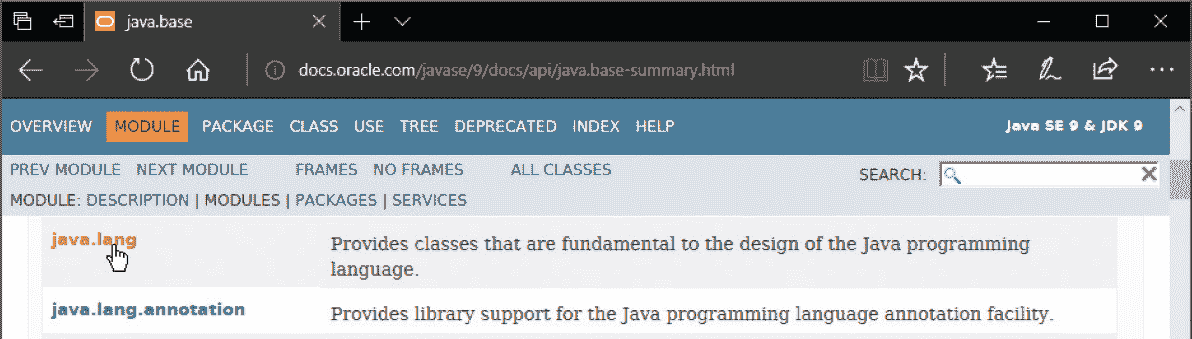 java.base
docs.oracle.com/javase/9/docs/api/java.base-summary.html
OVERVIEW MODULE PACKAGE CLASS USE TREE DEPRECATED INDEX HELP Java SE 9 & JDK 9
PREV MODULE NEXT MODULE FRAMES NO FRAMES ALL CLASSES SEARCH:
MODULE: DESCRIPTION | MODULES | PACKAGES | SERVICES
java.lang Provides classes that are fundamental to the design of the Java programming
language.
java.lang.annotation Provides library support for the Java programming language annotation facility.